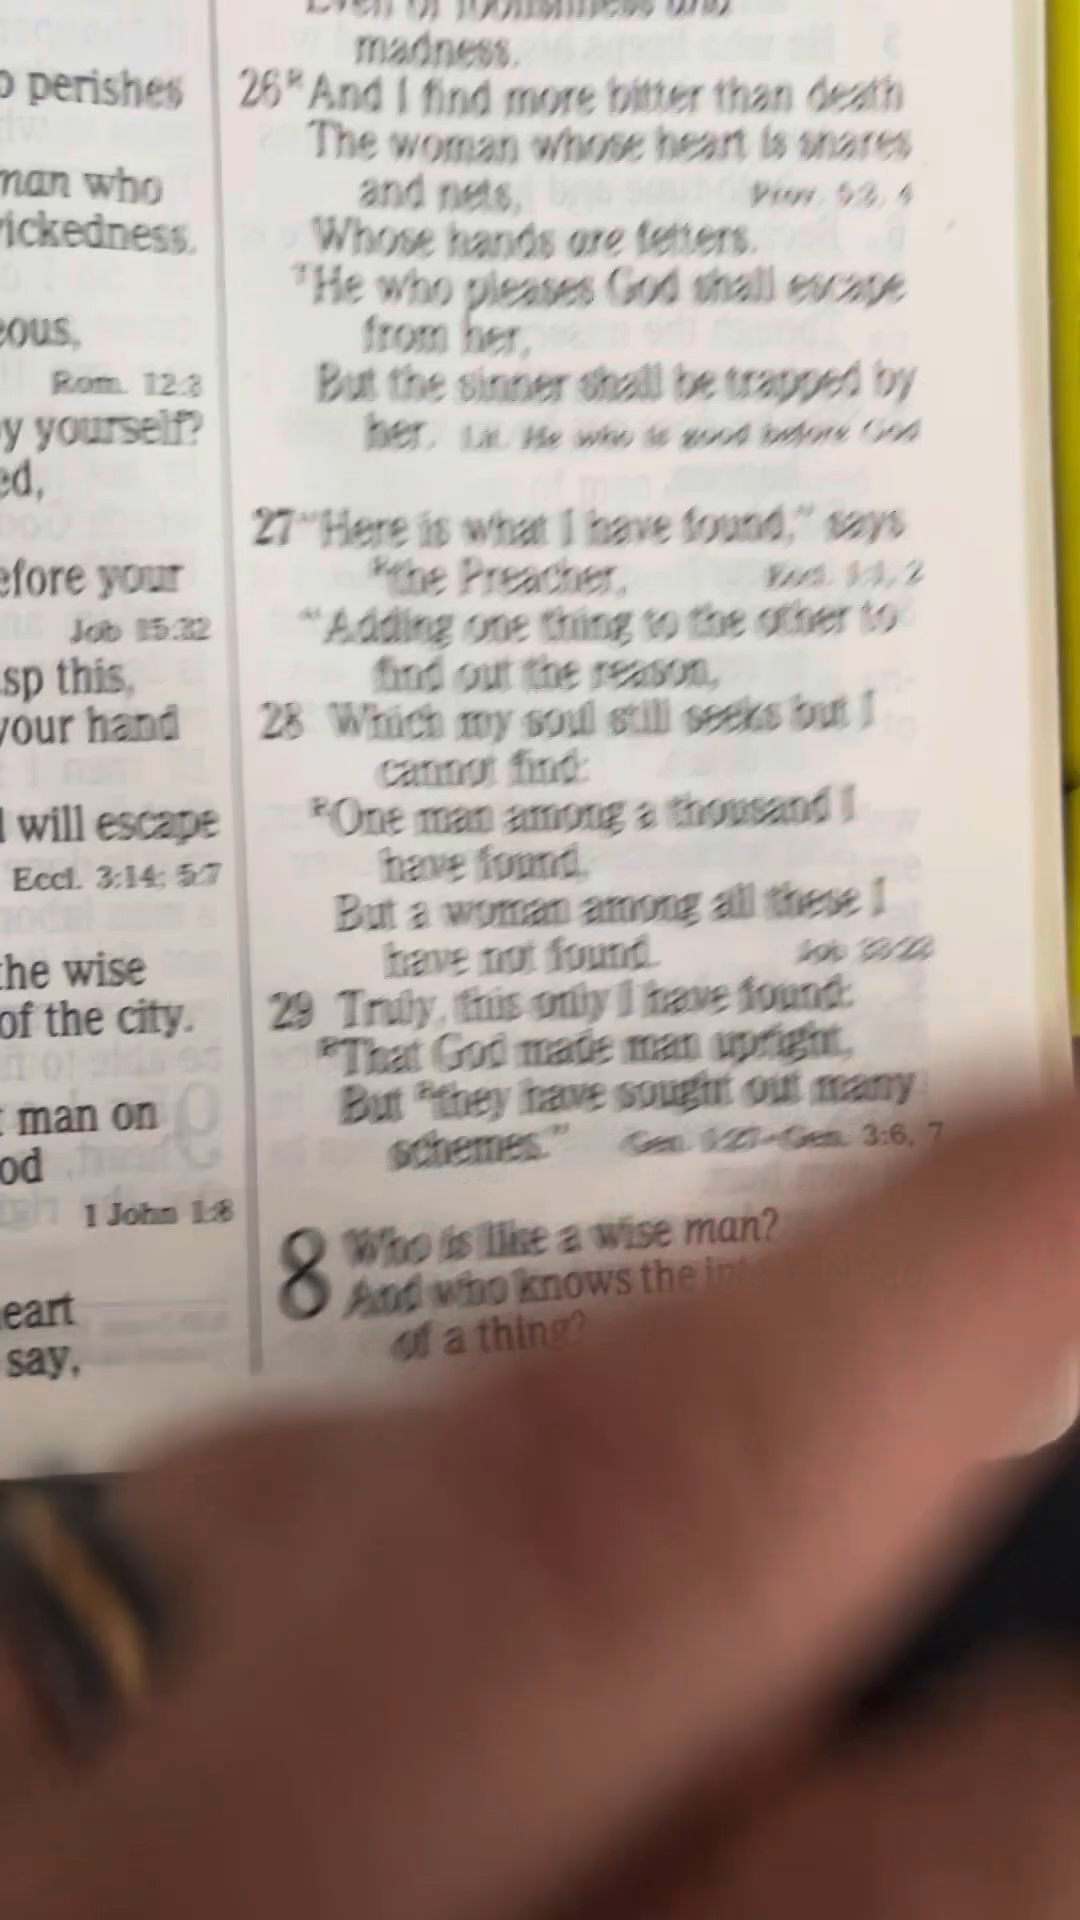 perishes
man who
wickedness.
eous,
Rom. 12:3
y yourself?
ed,
efore your
Job 15:32
sp this,
your hand
will escape
Eccl. 3:14; 5:7
the wise
of the city.
man on
od
1 John 1:8
eart
say,
madness.
26 R And I find more bitter than death
The woman whose heart is snares
and nets, Prov. 5:3, 4
Whose hands are fetters.
T He who pleases God shall escape
from her,
But the sinner shall be trapped by
her. Lit. He who is good before God
27 "Here is what I have found," says
R the Preacher, Eccl. 1:1, 2
"Adding one thing to the other to
find out the reason,
28 Which my soul still seeks but I
cannot find:
R One man among a thousand I
have found,
But a woman among all these I
have not found. Job 33:23
29 Truly, this only I have found:
R That God made man upright,
But R they have sought out many
schemes." Gen. 1:27–Gen. 3:6, 7
8 Who is like a wise man?
And who knows the
of a thing?